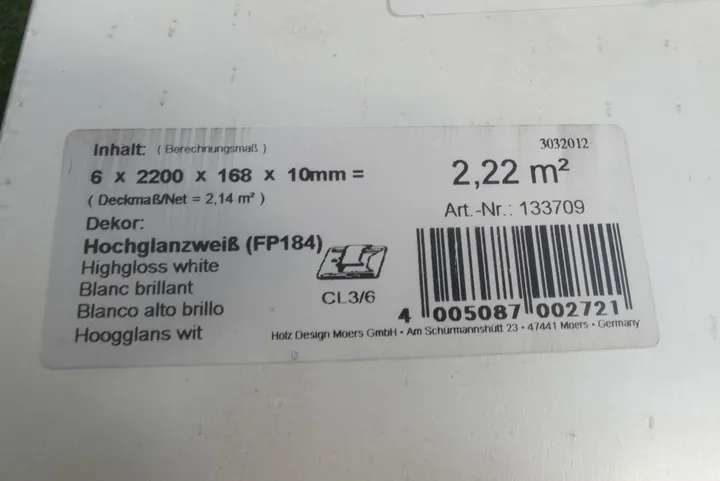 Inhalt: ( Berechnungsmaß )
3032012
6 x 2200 x 168 x 10mm = 2,22 m²
( Deckmaß/Net = 2,14 m² )
Art.-Nr.: 133709
Dekor:
Hochglanzweiß (FP184)
Highgloss white
Blanc brillant
Blanco alto brillo
Hoogglans wit
CL3/6
4 005087 002721
Holz Design Moers GmbH • Am Schürmannshütt 23 • 47441 Moers • Germany